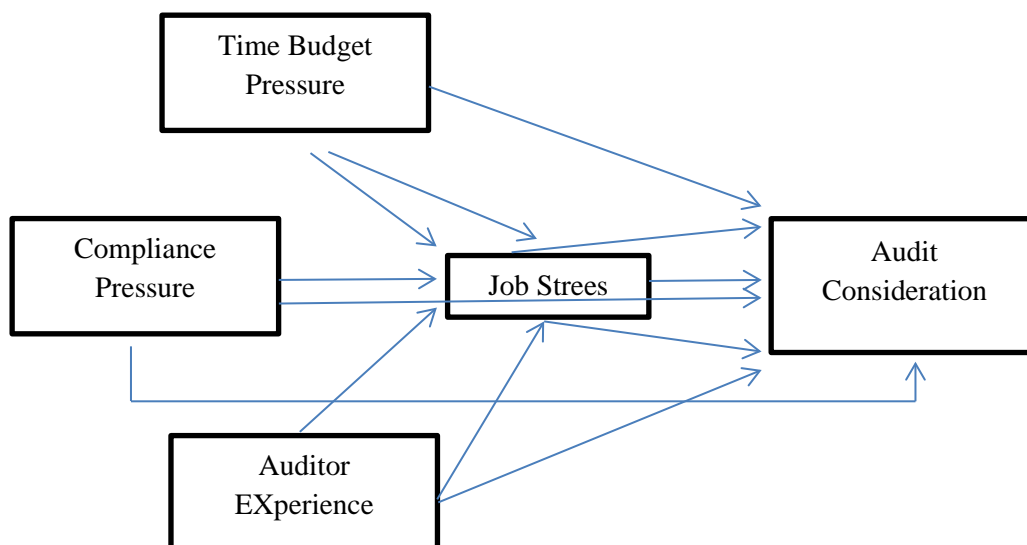 Time Budget
Pressure
Compliance
Pressure
Job Strees
Audit
Consideration
Auditor
EXperience